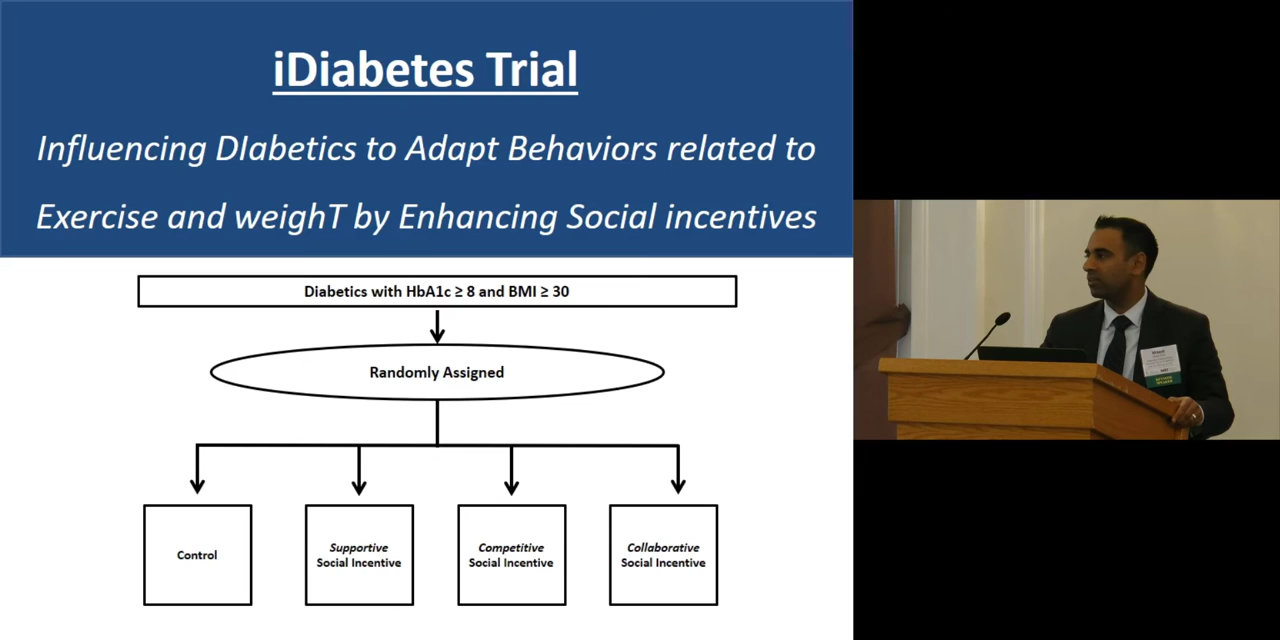 iDiabetes Trial
Influencing DIabetics to Adapt Behaviors related to
Exercise and weighT by Enhancing Social incentives
Diabetics with HbA1c ≥ 8 and BMI ≥ 30
Randomly Assigned
Control
Supportive
Social Incentive
Competitive
Social Incentive
Collaborative
Social Incentive